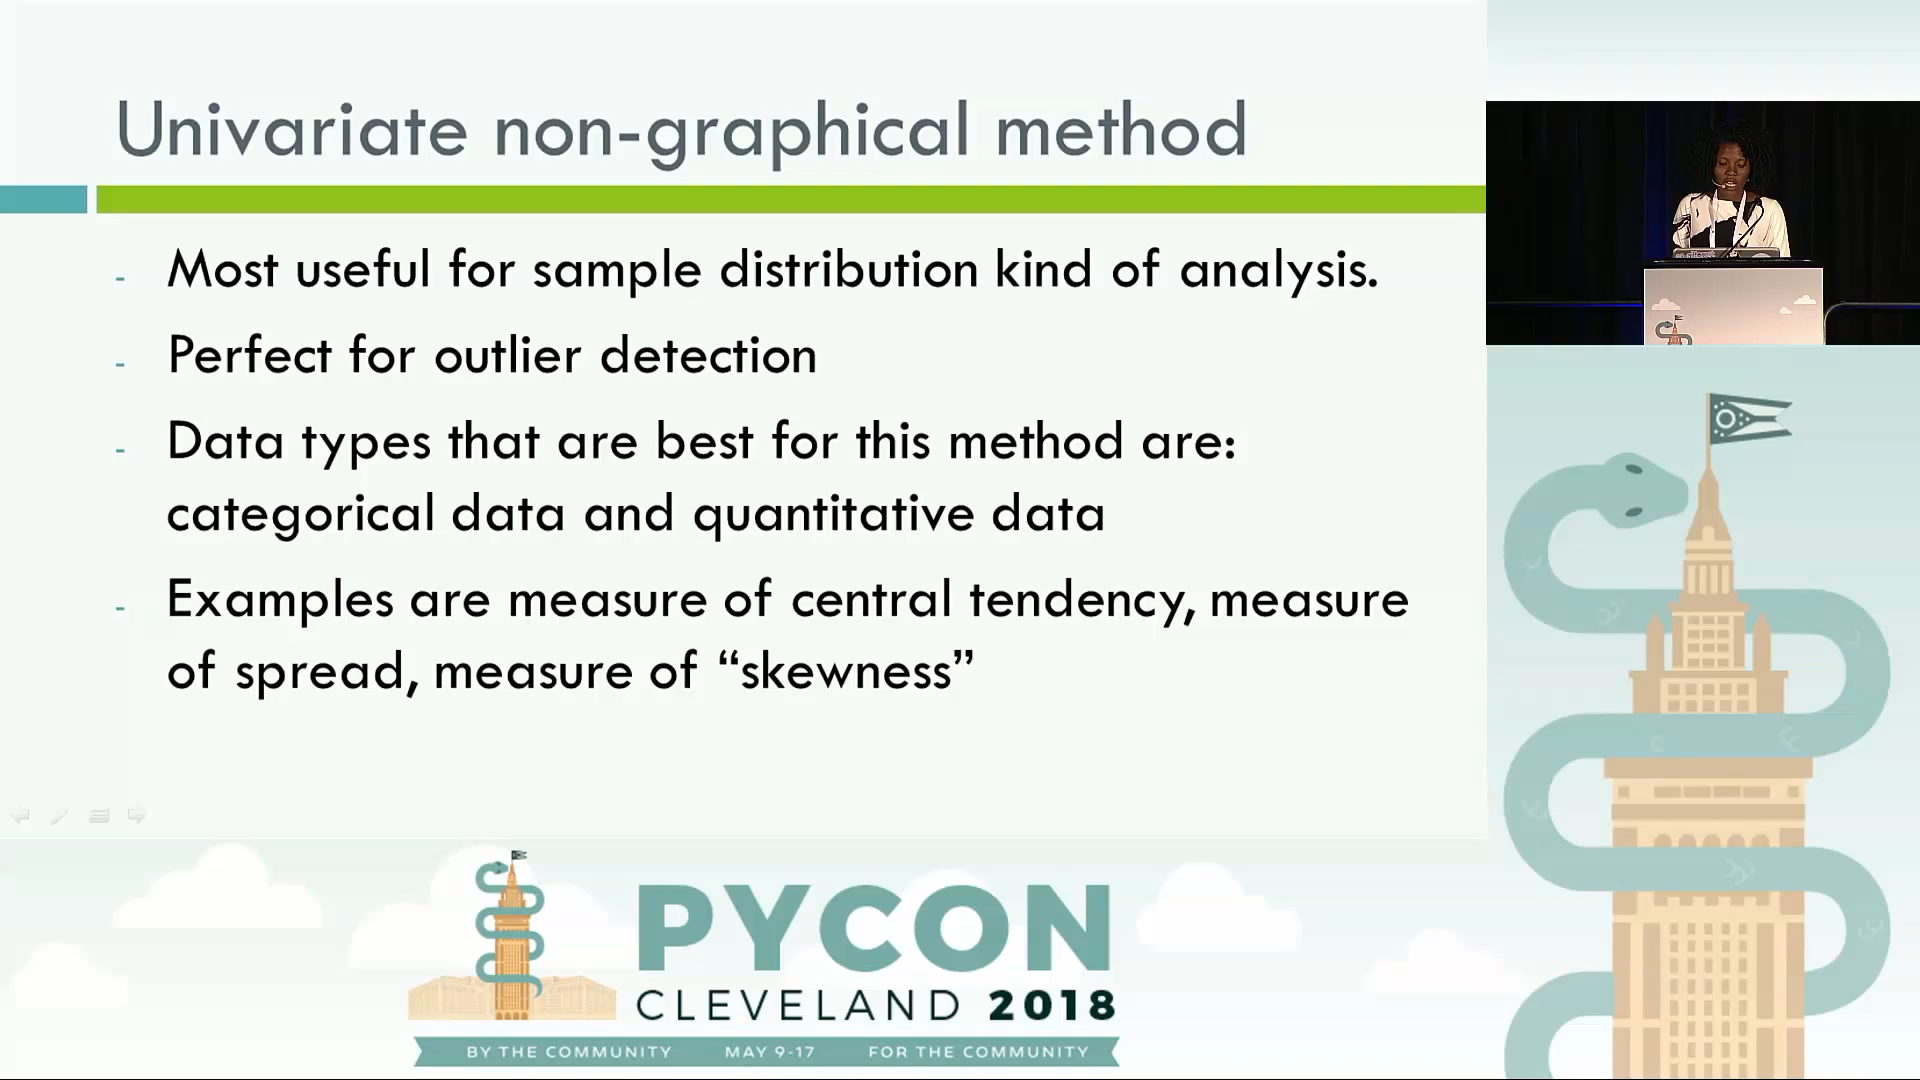 Univariate non-graphical method
- Most useful for sample distribution kind of analysis.
- Perfect for outlier detection
- Data types that are best for this method are:
categorical data and quantitative data
- Examples are measure of central tendency, measure
of spread, measure of “skewness”
PYCON
CLEVELAND 2018
BY THE COMMUNITY MAY 9-17 FOR THE COMMUNITY